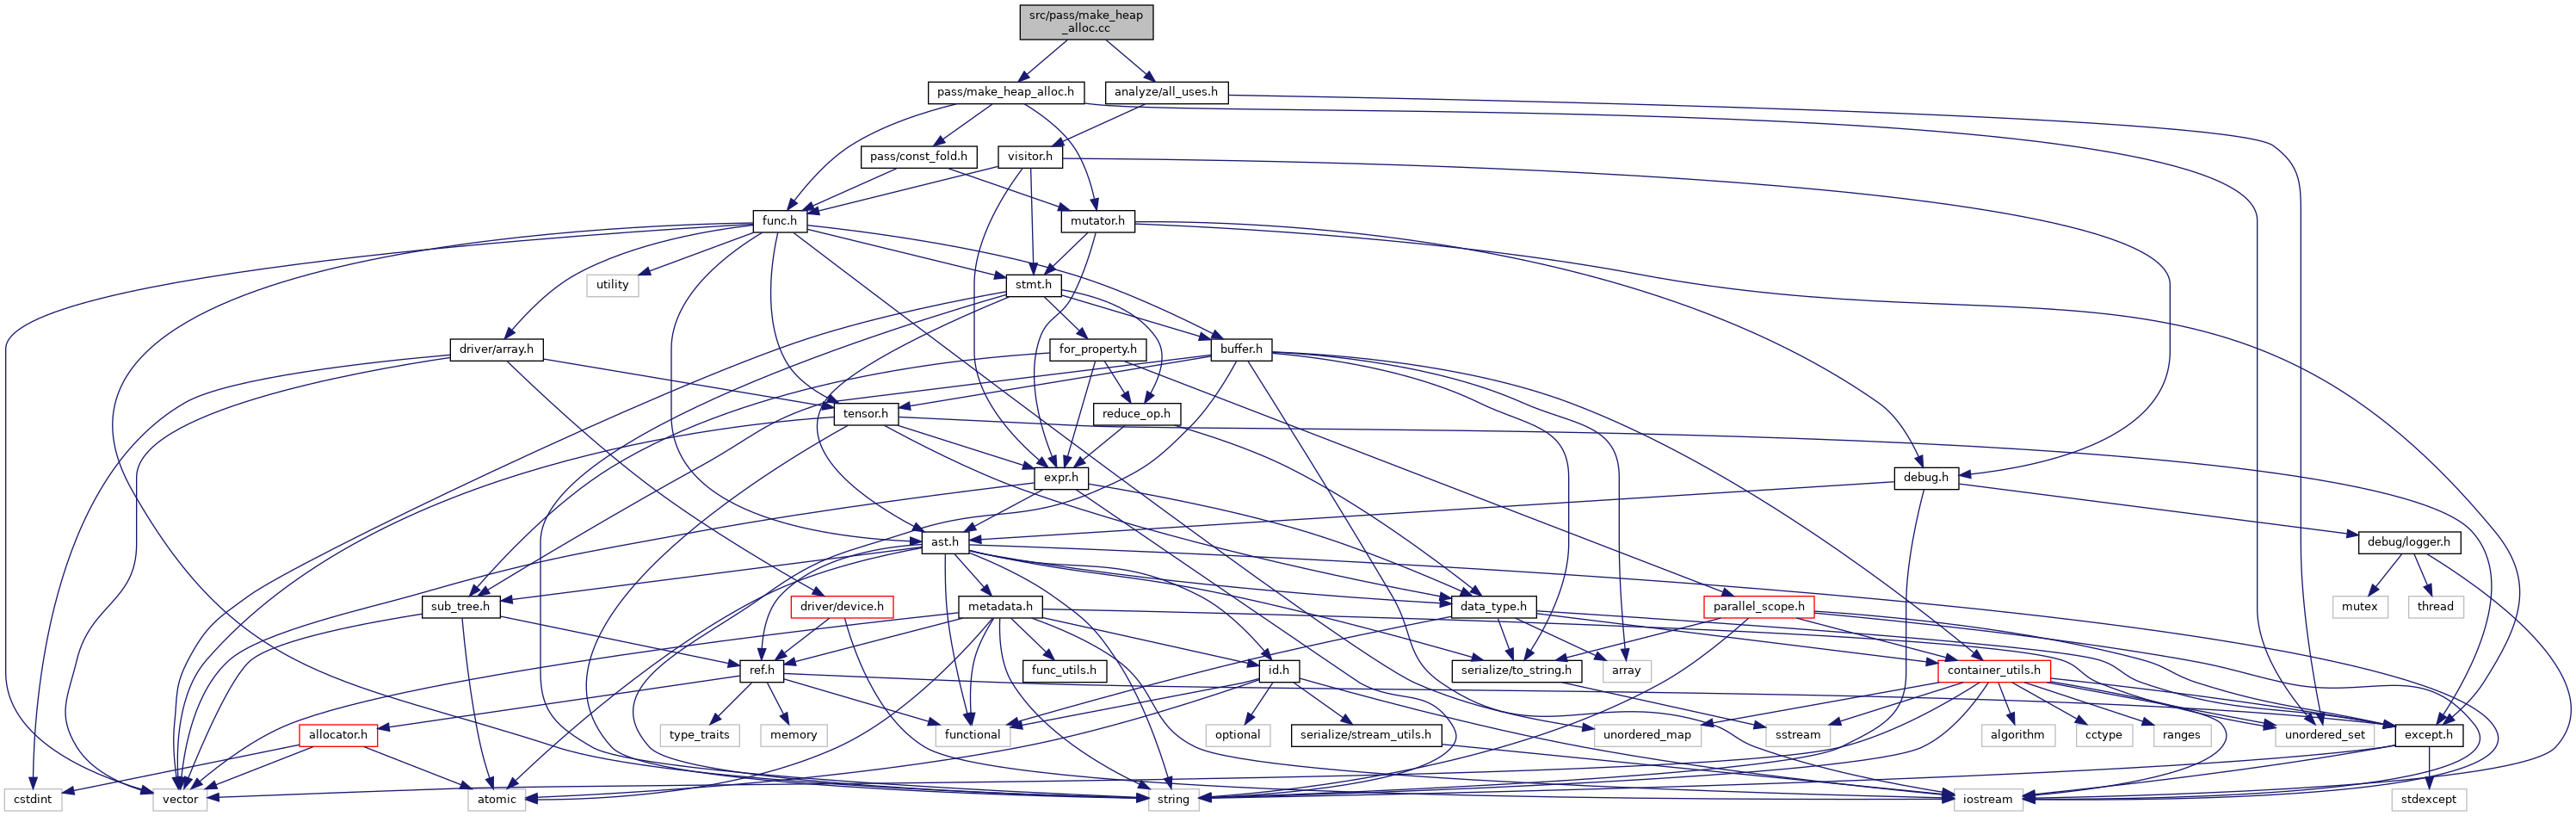 src/pass/make_heap
_alloc.cc
pass/make_heap_alloc.h
analyze/all_uses.h
pass/const_fold.h
visitor.h
func.h
mutator.h
utility
stmt.h
driver/array.h
for_property.h
buffer.h
tensor.h
reduce_op.h
expr.h
debug.h
ast.h
debug/logger.h
sub_tree.h
driver/device.h
metadata.h
data_type.h
parallel_scope.h
mutex
thread
ref.h
func_utils.h
id.h
serialize/to_string.h
array
container_utils.h
allocator.h
type_traits
memory
functional
optional
serialize/stream_utils.h
unordered_map
sstream
algorithm
cctype
ranges
unordered_set
except.h
cstdint
vector
atomic
string
iostream
stdexcept